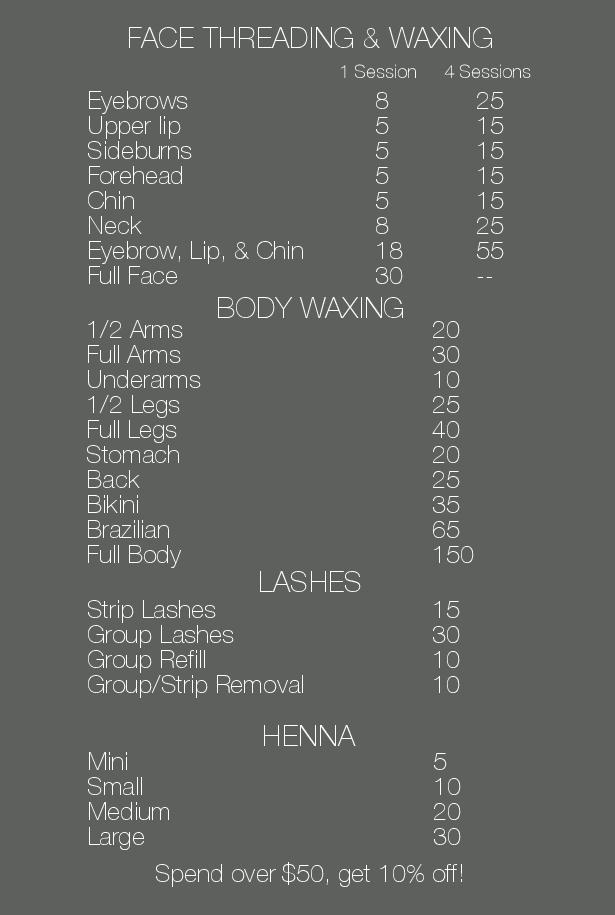 FACE THREADING & WAXING
1 Session 4 Sessions
Eyebrows 8 25
Upper lip 5 15
Sideburns 5 15
Forehead 5 15
Chin 5 15
Neck 8 25
Eyebrow, Lip, & Chin 18 55
Full Face 30 --
BODY WAXING
1/2 Arms 20
Full Arms 30
Underarms 10
1/2 Legs 25
Full Legs 40
Stomach 20
Back 25
Bikini 35
Brazilian 65
Full Body 150
LASHES
Strip Lashes 15
Group Lashes 30
Group Refill 10
Group/Strip Removal 10
HENNA
Mini 5
Small 10
Medium 20
Large 30
Spend over $50, get 10% off!